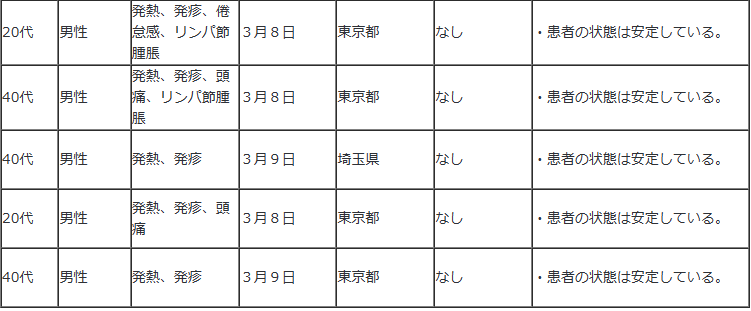 20代 男性 発熱、発疹、倦怠感、リンパ節腫脹 ３月８日 東京都 なし ・患者の状態は安定している。
40代 男性 発熱、発疹、頭痛、リンパ節腫脹 ３月８日 東京都 なし ・患者の状態は安定している。
40代 男性 発熱、発疹 ３月９日 埼玉県 なし ・患者の状態は安定している。
20代 男性 発熱、発疹、頭痛 ３月８日 東京都 なし ・患者の状態は安定している。
40代 男性 発熱、発疹 ３月９日 東京都 なし ・患者の状態は安定している。